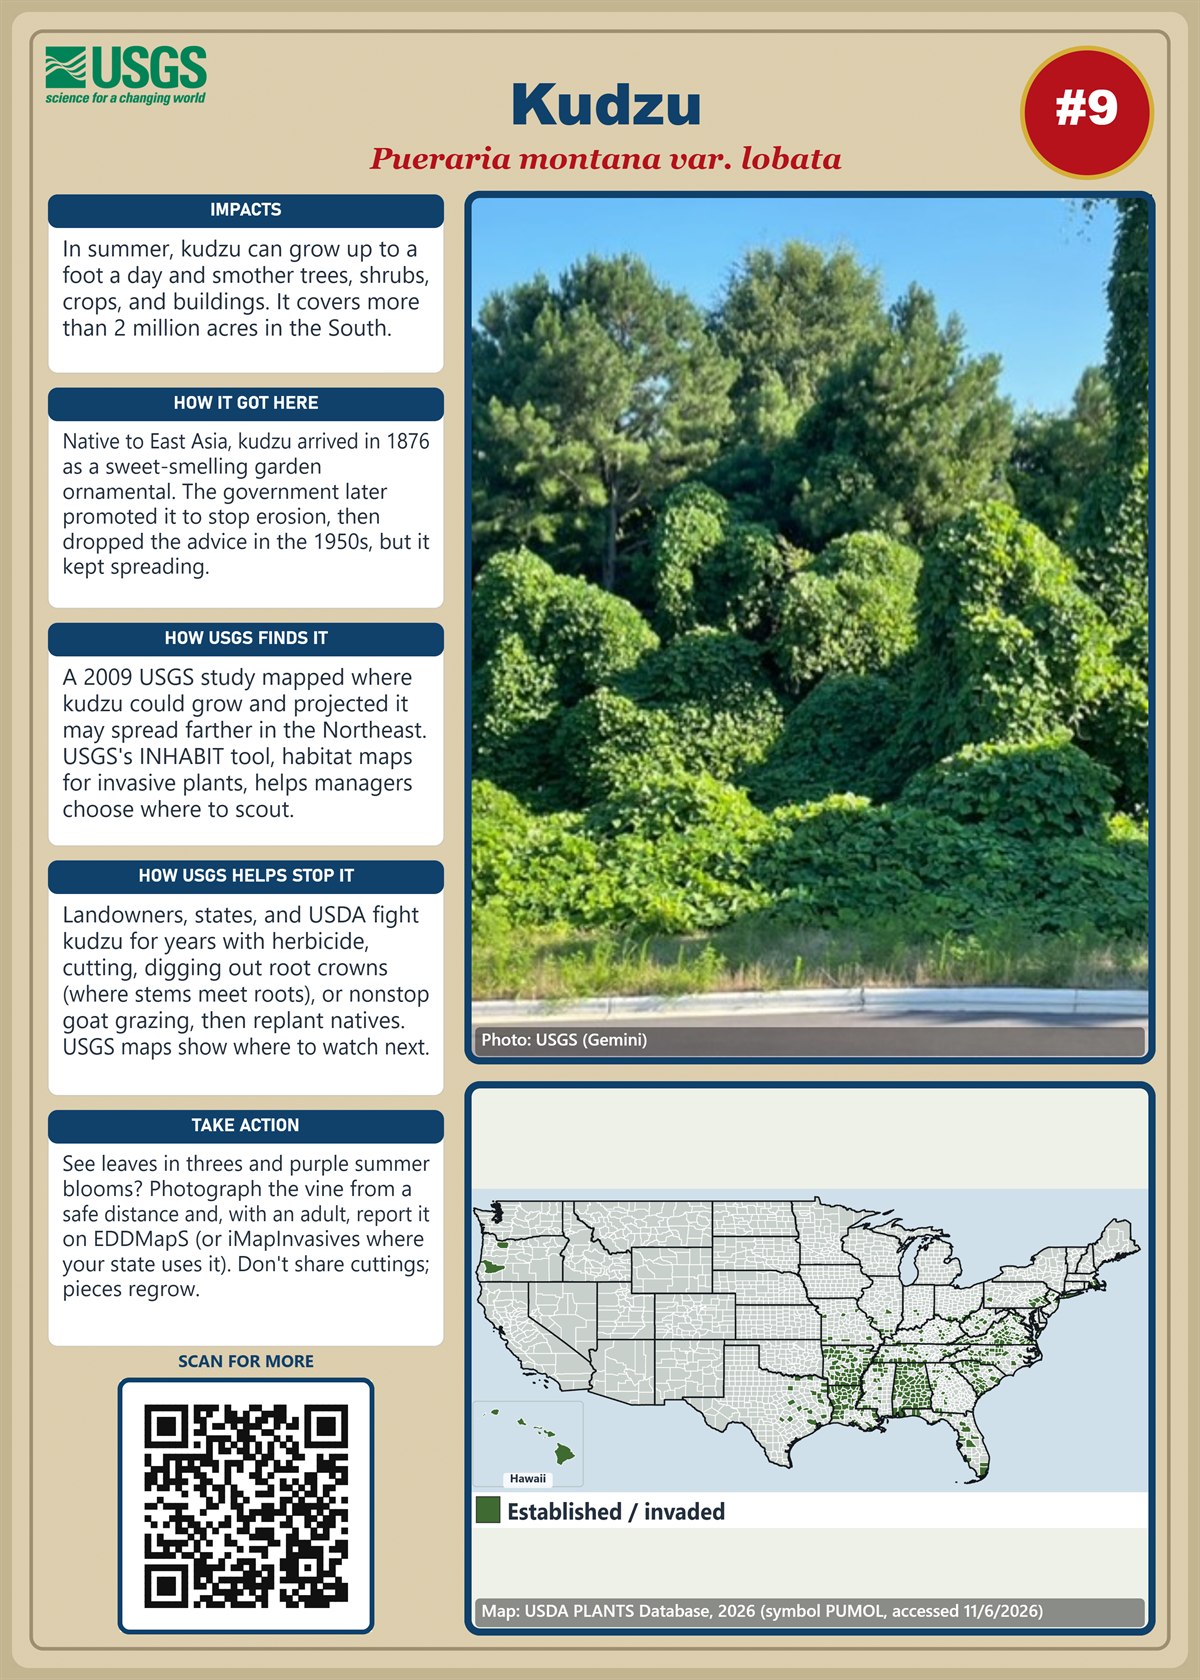 USGS
science for a changing world
Kudzu
Pueraria montana var. lobata
#9
IMPACTS
In summer, kudzu can grow up to a
foot a day and smother trees, shrubs,
crops, and buildings. It covers more
than 2 million acres in the South.
HOW IT GOT HERE
Native to East Asia, kudzu arrived in 1876
as a sweet-smelling garden
ornamental. The government later
promoted it to stop erosion, then
dropped the advice in the 1950s, but it
kept spreading.
HOW USGS FINDS IT
A 2009 USGS study mapped where
kudzu could grow and projected it
may spread farther in the Northeast.
USGS's INHABIT tool, habitat maps
for invasive plants, helps managers
choose where to scout.
HOW USGS HELPS STOP IT
Landowners, states, and USDA fight
kudzu for years with herbicide,
cutting, digging out root crowns
(where stems meet roots), or nonstop
goat grazing, then replant natives.
USGS maps show where to watch next.
TAKE ACTION
See leaves in threes and purple summer
blooms? Photograph the vine from a
safe distance and, with an adult, report it
on EDDMapS (or iMapInvasives where
your state uses it). Don't share cuttings;
pieces regrow.
SCAN FOR MORE
Photo: USGS (Gemini)
Hawaii
Established / invaded
Map: USDA PLANTS Database, 2026 (symbol PUMOL, accessed 11/6/2026)